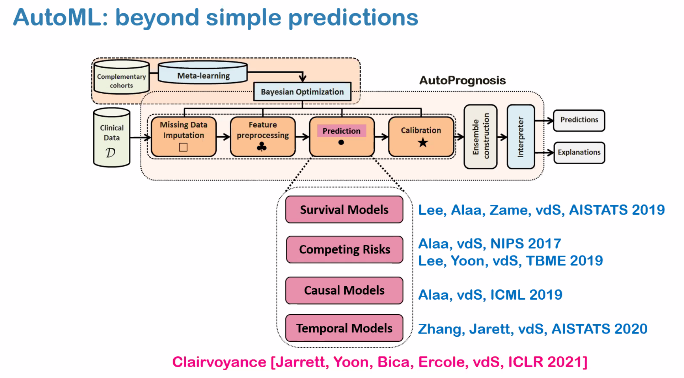 AutoML: beyond simple predictions
Complementary
cohorts
Meta-learning
Bayesian Optimization
AutoPrognosis
Clinical
Data
𝒟
Missing Data
Imputation
Feature
preprocessing
Prediction
Calibration
Ensemble
construction
Interpreter
Predictions
Explanations
Survival Models
Lee, Alaa, Zame, vdS, AISTATS 2019
Competing Risks
Alaa, vdS, NIPS 2017
Lee, Yoon, vdS, TBME 2019
Causal Models
Alaa, vdS, ICML 2019
Temporal Models
Zhang, Jarett, vdS, AISTATS 2020
Clairvoyance [Jarrett, Yoon, Bica, Ercole, vdS, ICLR 2021]